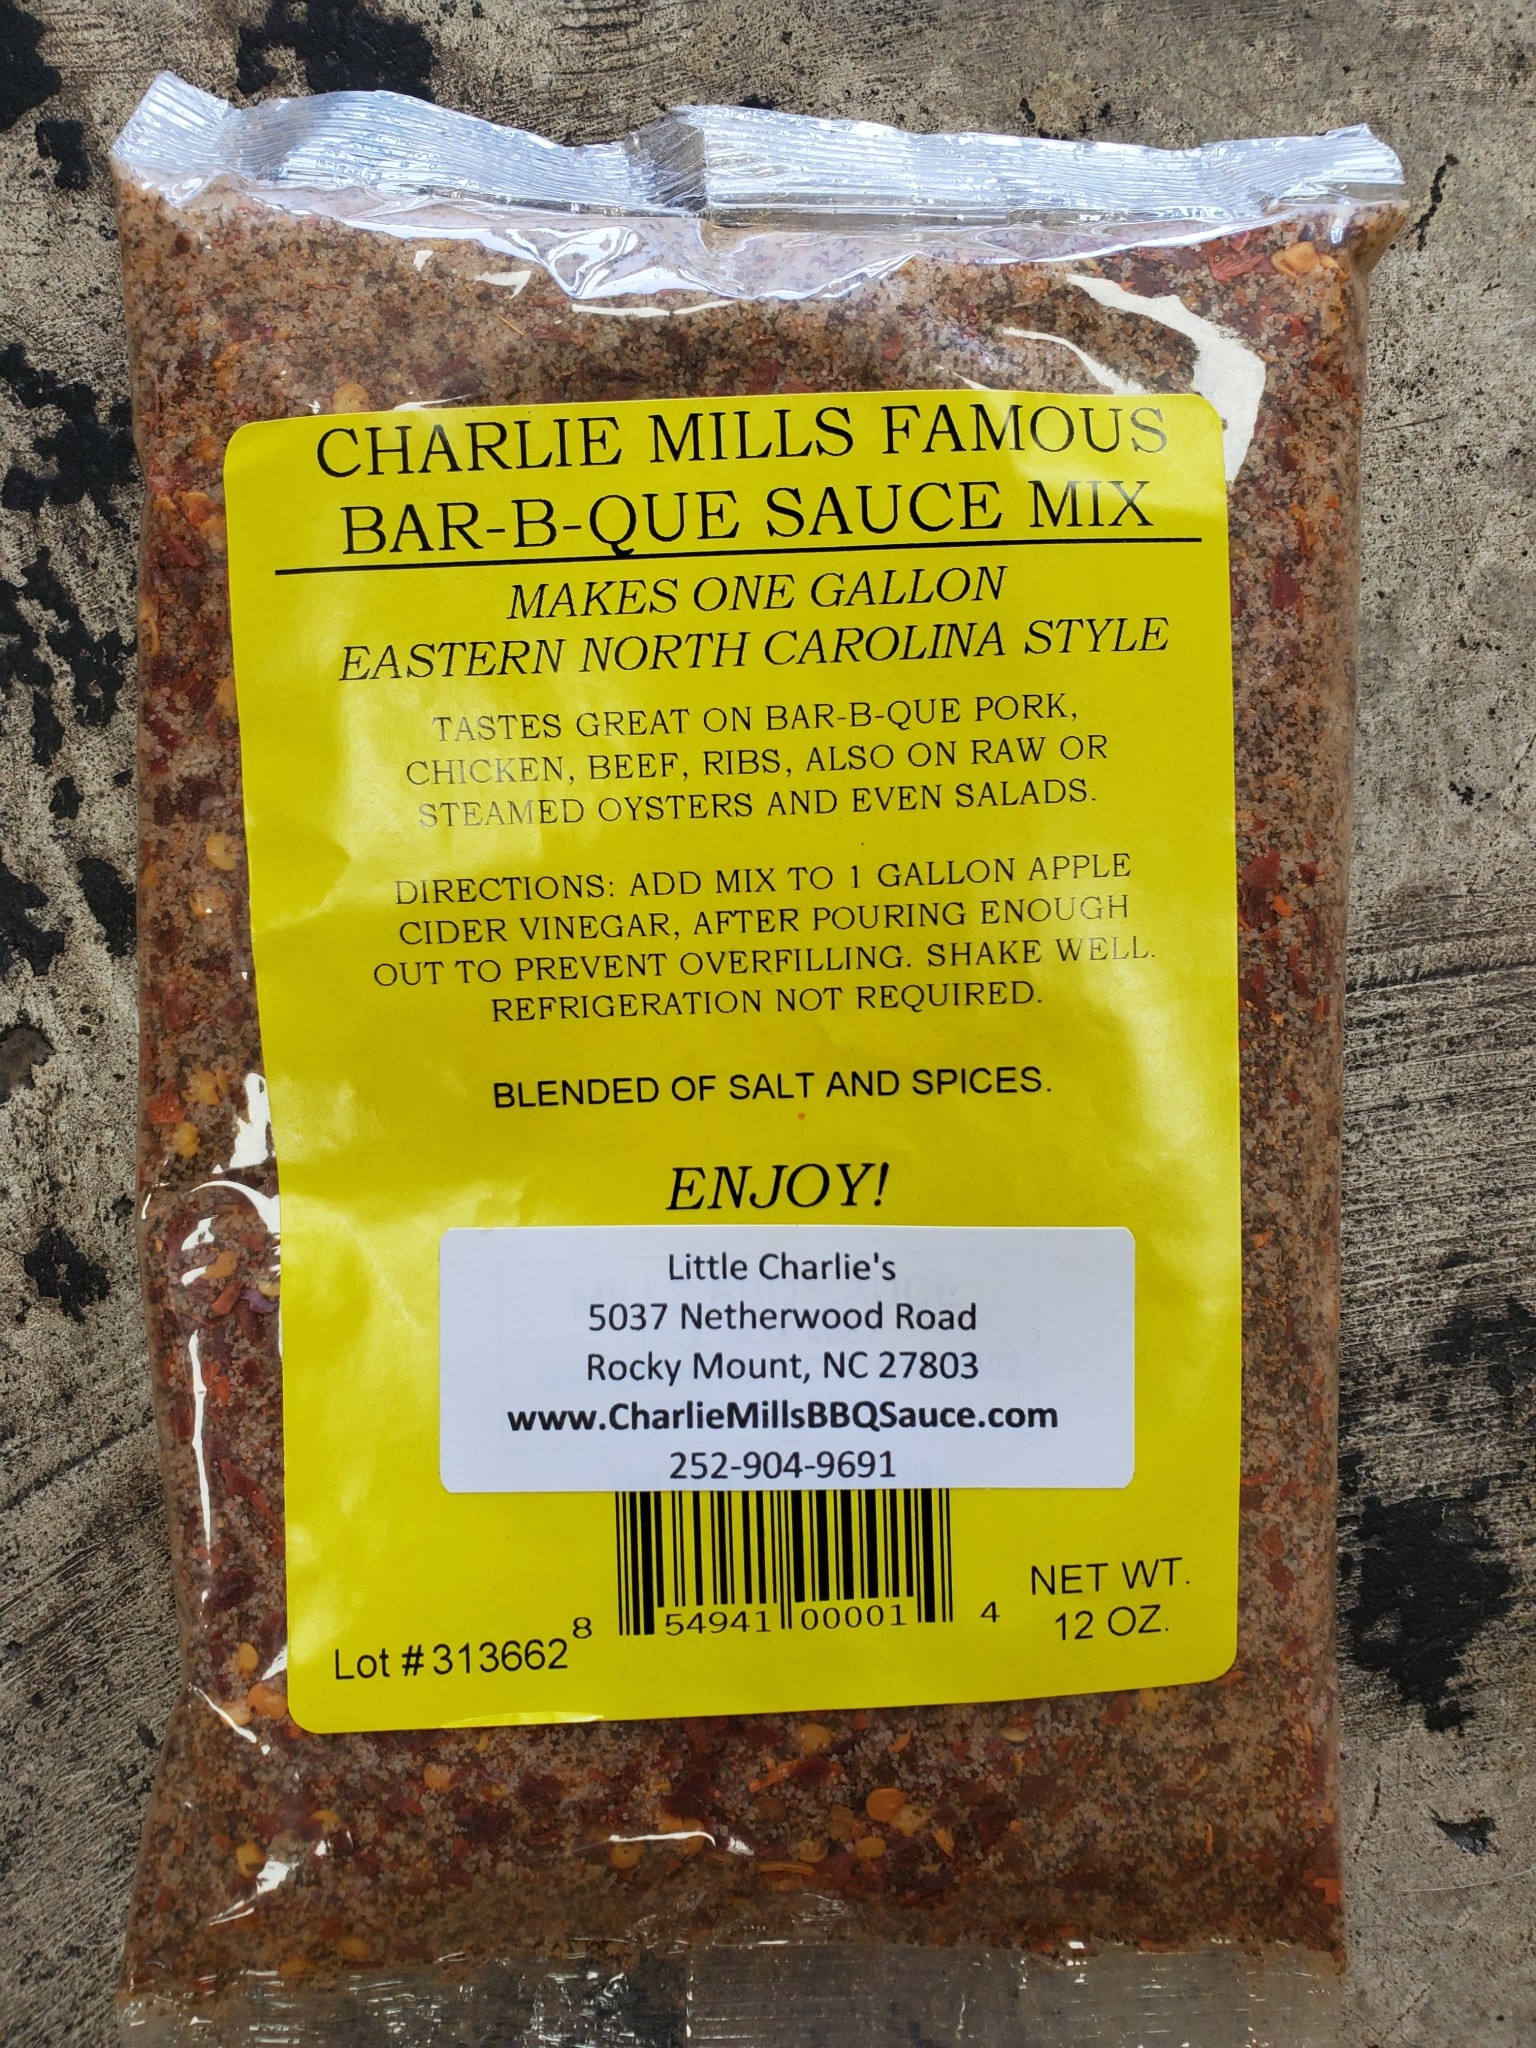 CHARLIE MILLS FAMOUS
BAR-B-QUE SAUCE MIX
MAKES ONE GALLON
EASTERN NORTH CAROLINA STYLE
TASTES GREAT ON BAR-B-QUE PORK,
CHICKEN, BEEF, RIBS, ALSO ON RAW OR
STEAMED OYSTERS AND EVEN SALADS.
DIRECTIONS: ADD MIX TO 1 GALLON APPLE
CIDER VINEGAR, AFTER POURING ENOUGH
OUT TO PREVENT OVERFILLING. SHAKE WELL.
REFRIGERATION NOT REQUIRED.
BLENDED OF SALT AND SPICES.
ENJOY!
Little Charlie's
5037 Netherwood Road
Rocky Mount, NC 27803
www.CharlieMillsBBQSauce.com
252-904-9691
8 54941 00001 4
NET WT.
12 OZ.
Lot # 313662